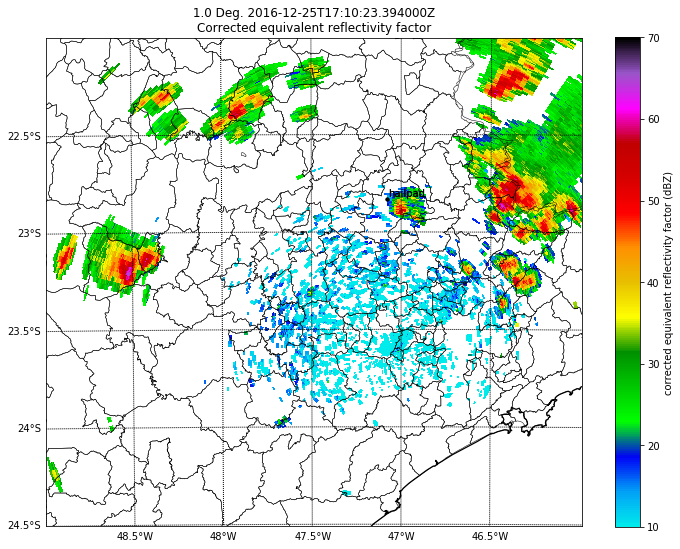 1.0 Deg. 2016-12-25T17:10:23.394000Z
Corrected equivalent reflectivity factor
22.5°S
23°S
23.5°S
24°S
24.5°S
48.5°W
48°W
47.5°W
47°W
46.5°W
hailpad
70
60
50
40
30
20
10
corrected equivalent reflectivity factor (dBZ)